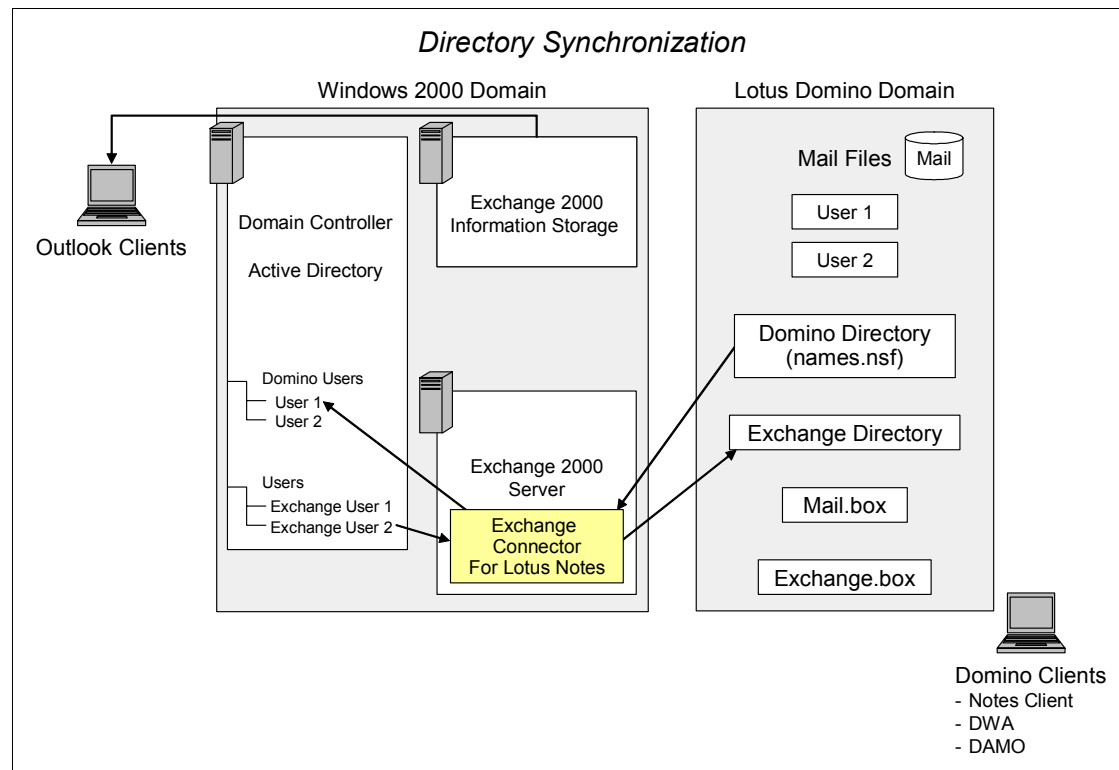 Directory Synchronization
Windows 2000 Domain
Lotus Domino Domain
Outlook Clients
Domain Controller
Active Directory
Domino Users
User 1
User 2
Users
Exchange User 1
Exchange User 2
Exchange 2000
Information Storage
Exchange 2000
Server
Exchange
Connector
For Lotus Notes
Mail Files
Mail
User 1
User 2
Domino Directory
(names.nsf)
Exchange Directory
Mail.box
Exchange.box
Domino Clients
- Notes Client
- DWA
- DAMO